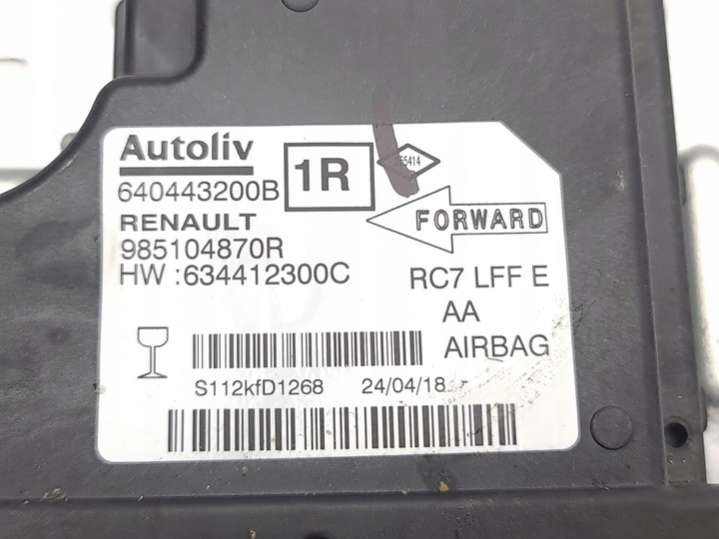 Autoliv
640443200B
1R
RENAULT
985104870R
HW :634412300C
FORWARD
RC7 LFF E
AA
AIRBAG
S112kfD1268 24/04/18